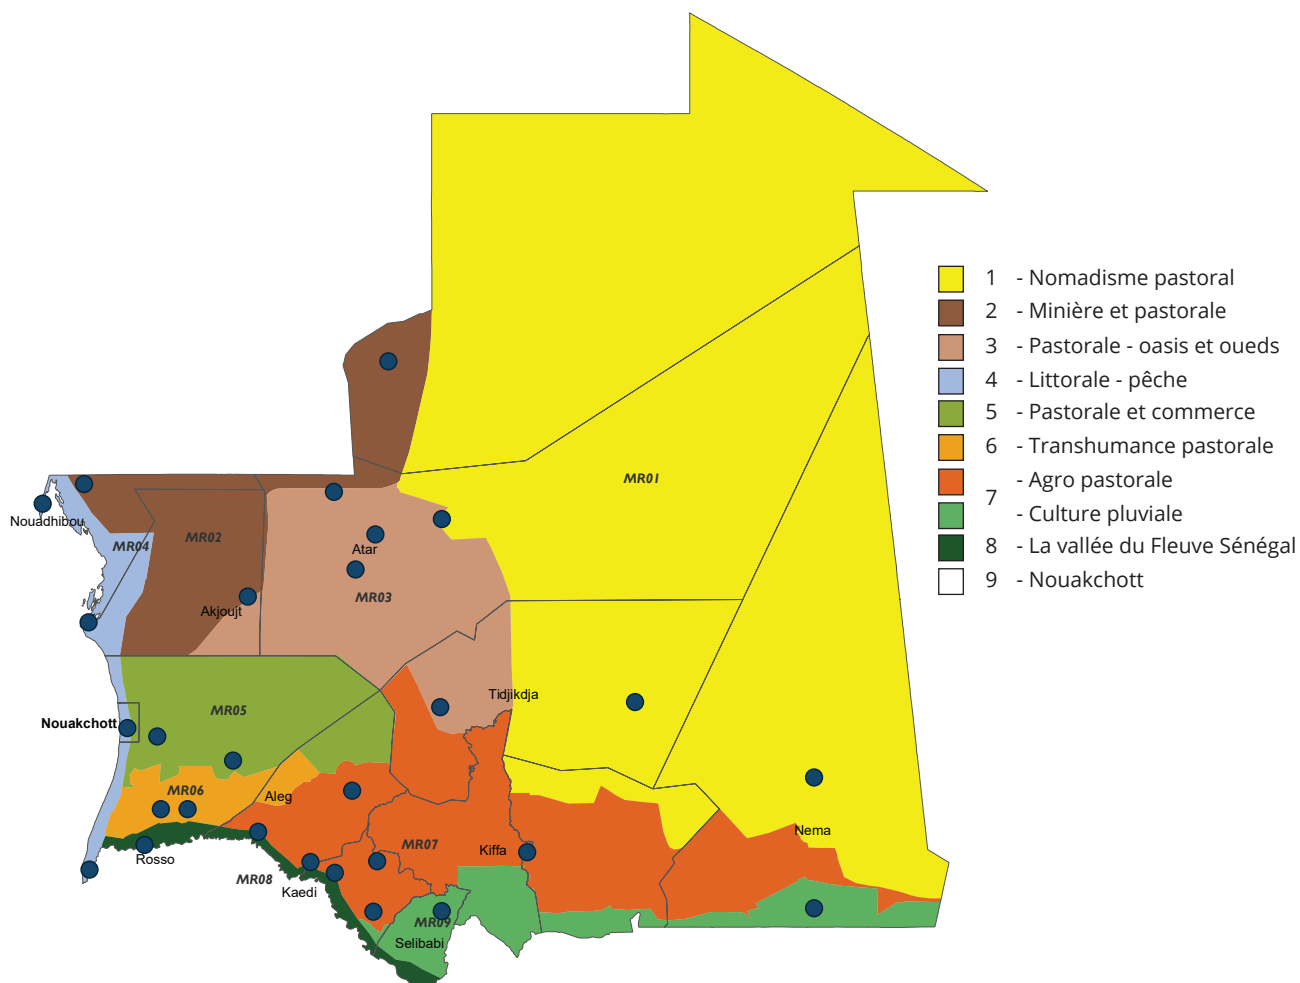 MR01
Nouadhibou
MR04
MR02
Atar
Akjoujt
MR03
Tidjikdja
Nouakchott
MR05
MR06
Aleg
Nema
Rosso
MR07
Kiffa
MR08
Kaedi
MR09
Selibabi
1 - Nomadisme pastoral
2 - Minière et pastorale
3 - Pastorale - oasis et oueds
4 - Littorale - pêche
5 - Pastorale et commerce
6 - Transhumance pastorale
- Agro pastorale
7
- Culture pluviale
8 - La vallée du Fleuve Sénégal
9 - Nouakchott